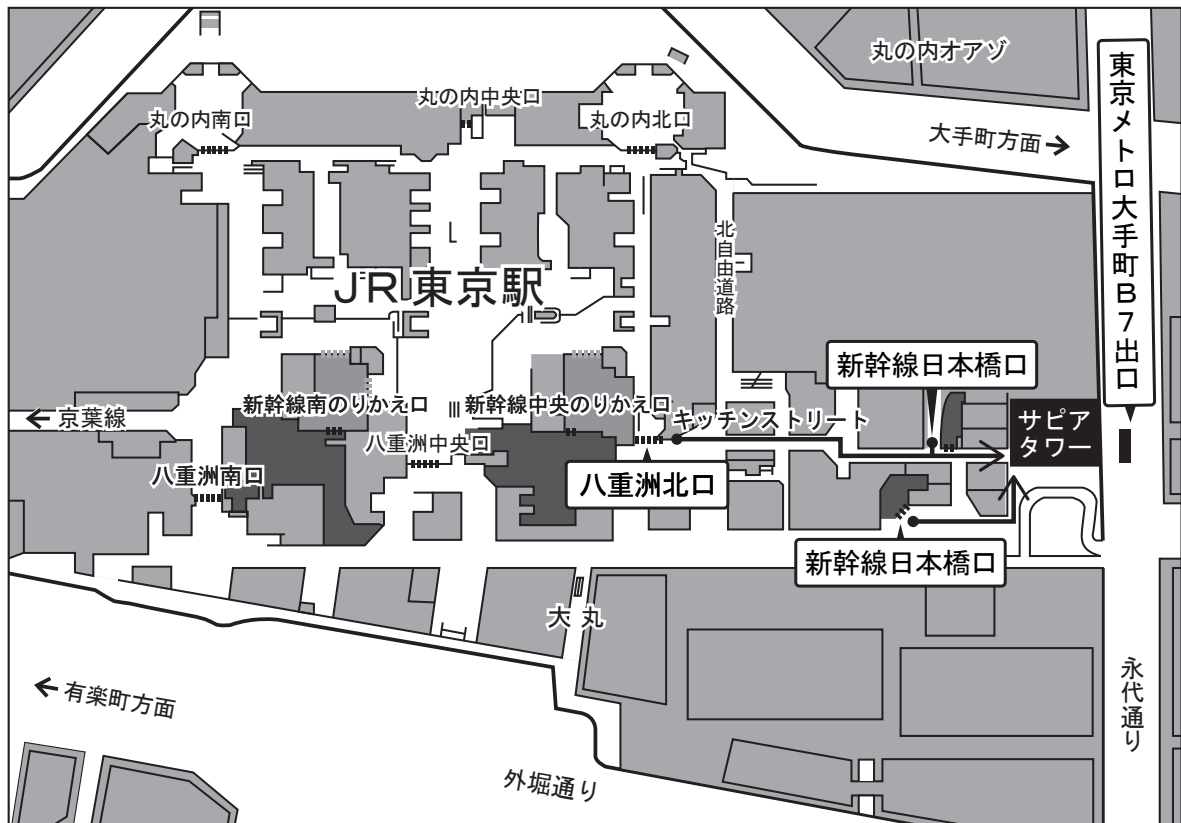 丸の内オアゾ
東京メトロ大手町B7出口
丸の内中央口
丸の内南口
丸の内北口
大手町方面→
北自由道路
JR東京駅
新幹線日本橋口
新幹線南のりかえ口
新幹線中央のりかえ口
キッチンストリート
サピア
タワー
←京葉線
八重洲中央口
八重洲南口
八重洲北口
新幹線日本橋口
大丸
←有楽町方面
永代通り
外堀通り